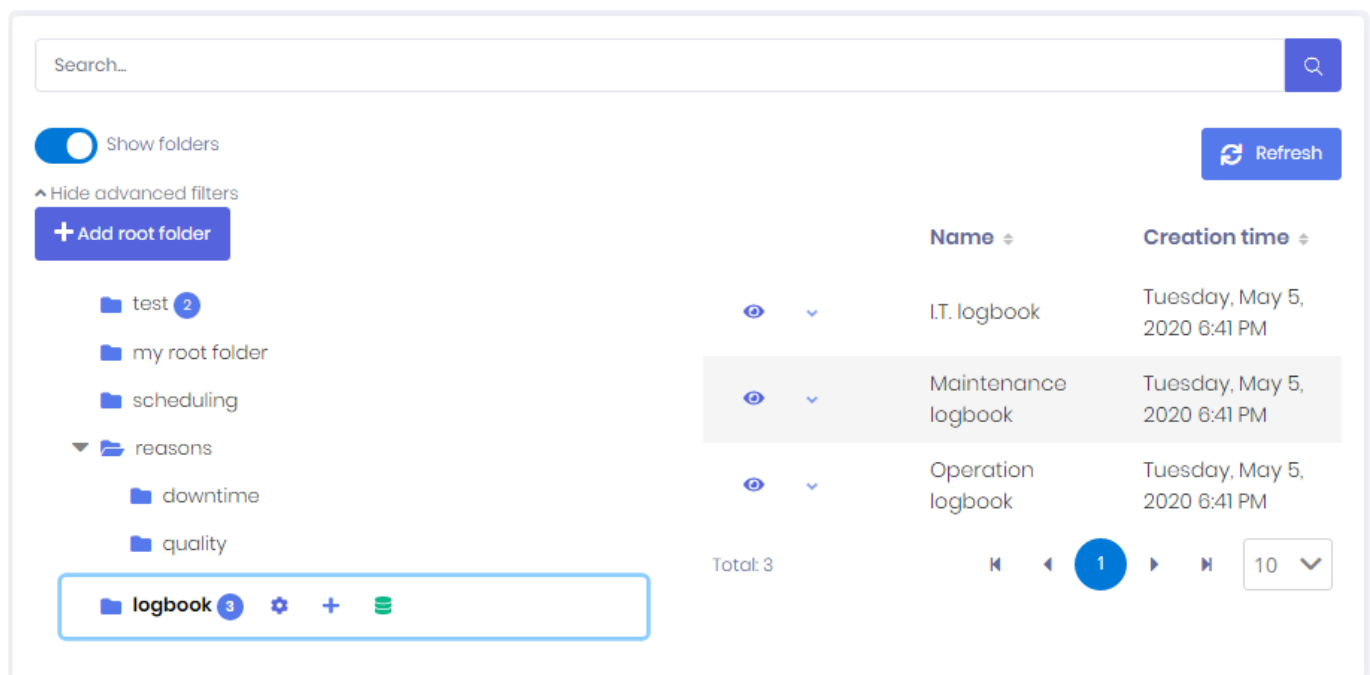 Search...
Show folders
Refresh
Hide advanced filters
Add root folder
test 2
my root folder
scheduling
reasons
downtime
quality
logbook 3
Name
Creation time
I.T. logbook
Tuesday, May 5,
2020 6:41 PM
Maintenance
logbook
Tuesday, May 5,
2020 6:41 PM
Operation
logbook
Tuesday, May 5,
2020 6:41 PM
Total: 3
1
10